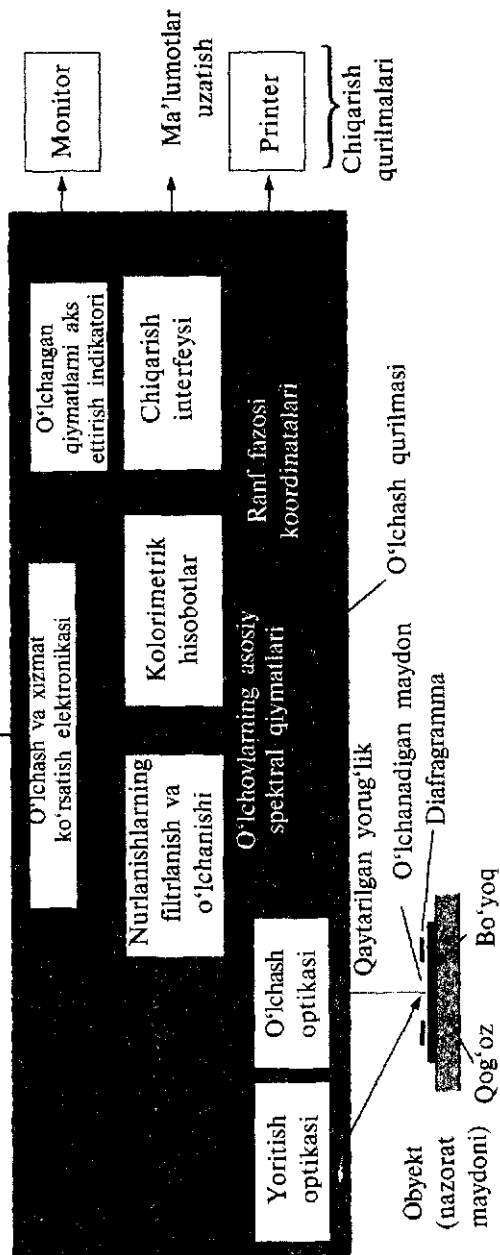 O‘lchash va xizmat
ko‘rsatish elektronikasi
O‘lchangan
qiymatlarni aks
ettirish indikatori
Monitor
Nurlanishlarning
filtrlanish va
o‘lchanishi
Kolorimetrik
hisobotlar
Chiqarish
interfeysi
Ma’lumotlar
uzatish
Yoritish
optikasi
O‘lchash
optikasi
O‘lchovlarning asosiy
spektral qiymatlari
Ranf fazosi
koordinatalari
Printer
Chiqarish
qurilmalari
Qaytarilgan yorug‘lik
O‘lchash qurilmasi
O‘lchanadigan maydon
Diafragramma
Obyekt
(nazorat
maydoni)
Qog‘oz
Bo‘yoq